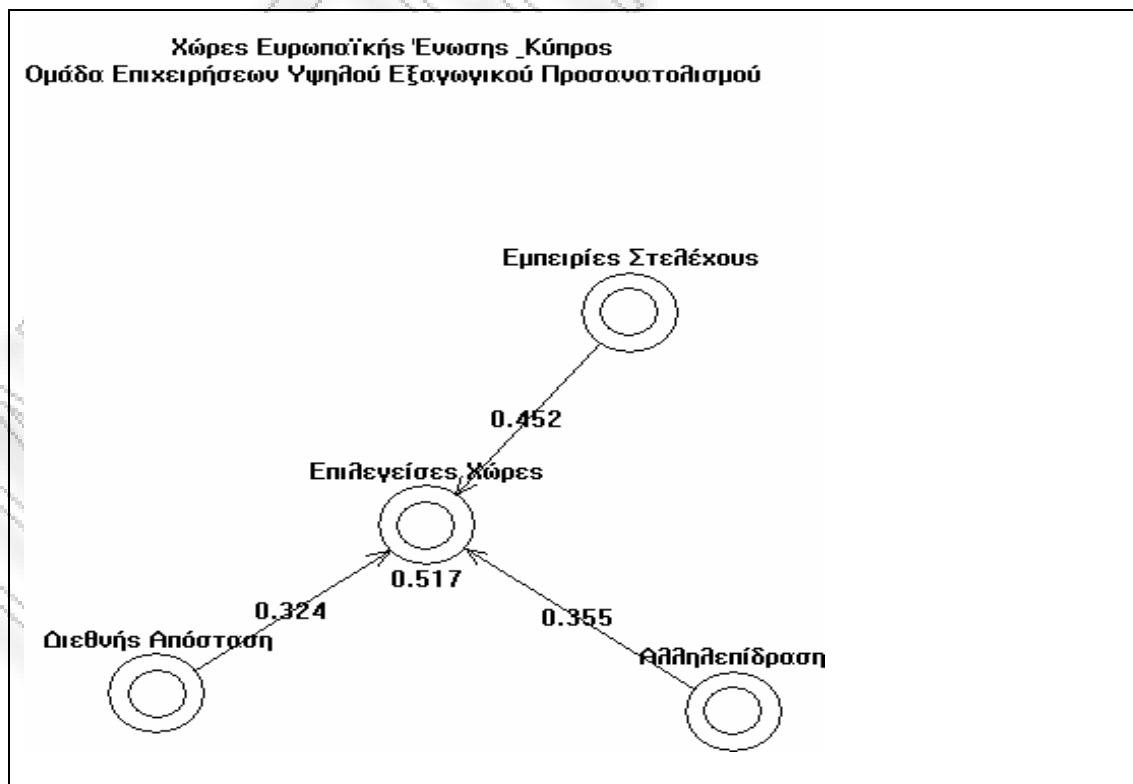 Χώρες Ευρωπαϊκής Ένωσης _Κύπρος
Ομάδα Επιχειρήσεων Υψηλού Εξαγωγικού Προσανατολισμού
Εμπειρίες Στελέχους
0.452
Επιλεγείσες Χώρες
0.517
0.324
0.355
Διεθνής Απόσταση
Αλληλεπίδραση